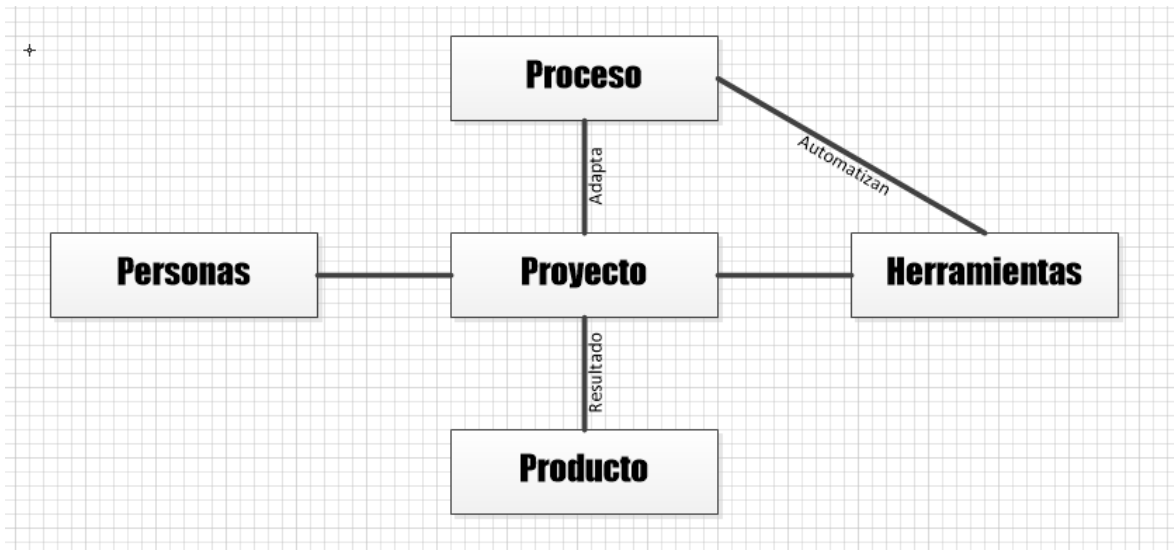 Proceso
Automatizan
Adapta
Personas
Proyecto
Herramientas
Resultado
Producto